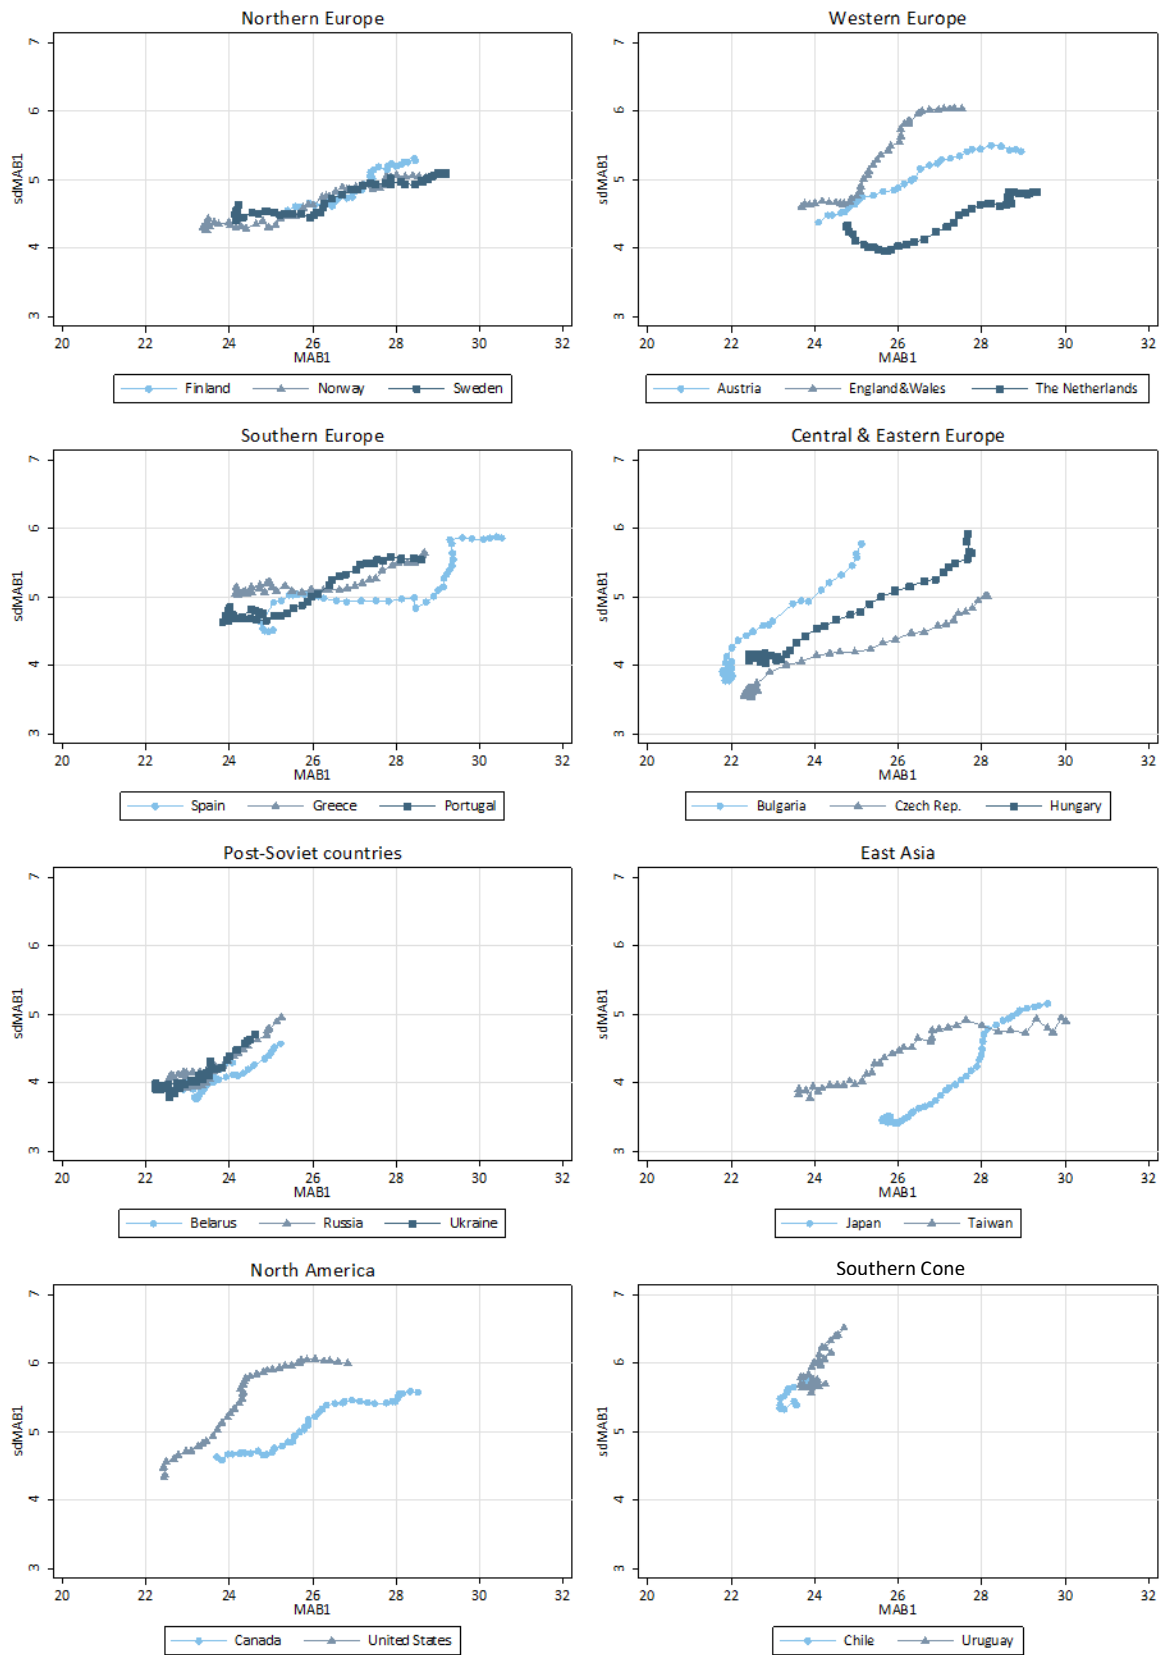 Northern Europe
7
6
5
4
3
sdMAB1
20 22 24 26 28 30 32
MAB1
Finland Norway Sweden
Western Europe
7
6
5
4
3
sdMAB1
20 22 24 26 28 30 32
MAB1
Austria England&Wales The Netherlands
Southern Europe
7
6
5
4
3
sdMAB1
20 22 24 26 28 30 32
MAB1
Spain Greece Portugal
Central & Eastern Europe
7
6
5
4
3
sdMAB1
20 22 24 26 28 30 32
MAB1
Bulgaria Czech Rep. Hungary
Post-Soviet countries
7
6
5
4
3
sdMAB1
20 22 24 26 28 30 32
MAB1
Belarus Russia Ukraine
East Asia
7
6
5
4
3
sdMAB1
20 22 24 26 28 30 32
MAB1
Japan Taiwan
North America
7
6
5
4
3
sdMAB1
20 22 24 26 28 30 32
MAB1
Canada United States
Southern Cone
7
6
5
4
3
sdMAB1
20 22 24 26 28 30 32
MAB1
Chile Uruguay